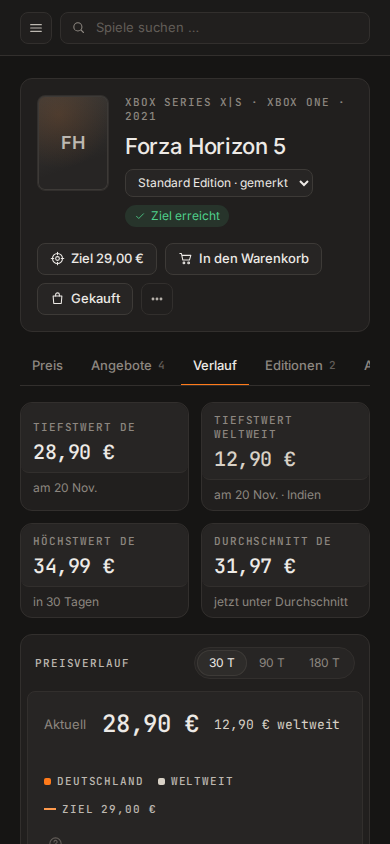 Spiele suchen ...
FH
XBOX SERIES X|S · XBOX ONE ·
2021
Forza Horizon 5
Standard Edition · gemerkt
Ziel erreicht
Ziel 29,00 €
In den Warenkorb
Gekauft
Preis
Angebote 4
Verlauf
Editionen 2
TIEFSTWERT DE
28,90 €
am 20 Nov.
TIEFSTWERT
WELTWEIT
12,90 €
am 20 Nov. · Indien
HÖCHSTWERT DE
34,99 €
in 30 Tagen
DURCHSCHNITT DE
31,97 €
jetzt unter Durchschnitt
PREISVERLAUF
30 T
90 T
180 T
Aktuell 28,90 € 12,90 € weltweit
DEUTSCHLAND WELTWEIT
ZIEL 29,00 €